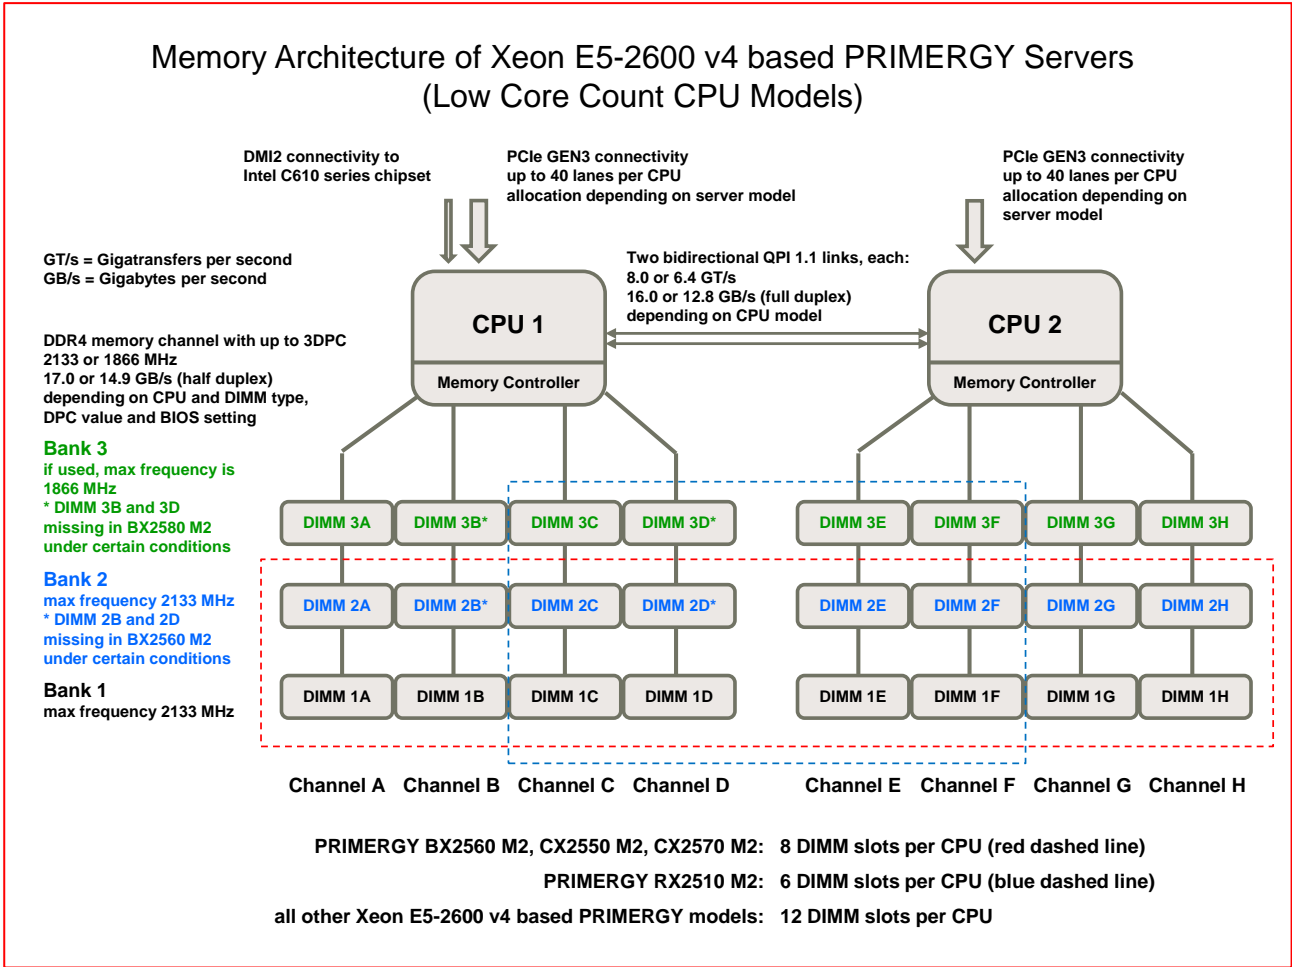 Memory Architecture of Xeon E5-2600 v4 based PRIMERGY Servers
(Low Core Count CPU Models)
DMI2 connectivity to
Intel C610 series chipset
PCIe GEN3 connectivity
up to 40 lanes per CPU
allocation depending on server model
PCIe GEN3 connectivity
up to 40 lanes per CPU
allocation depending on
server model
GT/s = Gigatransfers per second
GB/s = Gigabytes per second
Two bidirectional QPI 1.1 links, each:
8.0 or 6.4 GT/s
16.0 or 12.8 GB/s (full duplex)
depending on CPU model
CPU 1
Memory Controller
CPU 2
Memory Controller
DDR4 memory channel with up to 3DPC
2133 or 1866 MHz
17.0 or 14.9 GB/s (half duplex)
depending on CPU and DIMM type,
DPC value and BIOS setting
Bank 3
if used, max frequency is
1866 MHz
* DIMM 3B and 3D
missing in BX2580 M2
under certain conditions
DIMM 3A DIMM 3B* DIMM 3C DIMM 3D* DIMM 3E DIMM 3F DIMM 3G DIMM 3H
Bank 2
max frequency 2133 MHz
* DIMM 2B and 2D
missing in BX2560 M2
under certain conditions
DIMM 2A DIMM 2B* DIMM 2C DIMM 2D* DIMM 2E DIMM 2F DIMM 2G DIMM 2H
Bank 1
max frequency 2133 MHz
DIMM 1A DIMM 1B DIMM 1C DIMM 1D DIMM 1E DIMM 1F DIMM 1G DIMM 1H
Channel A Channel B Channel C Channel D Channel E Channel F Channel G Channel H
PRIMERGY BX2560 M2, CX2550 M2, CX2570 M2: 8 DIMM slots per CPU (red dashed line)
PRIMERGY RX2510 M2: 6 DIMM slots per CPU (blue dashed line)
all other Xeon E5-2600 v4 based PRIMERGY models: 12 DIMM slots per CPU